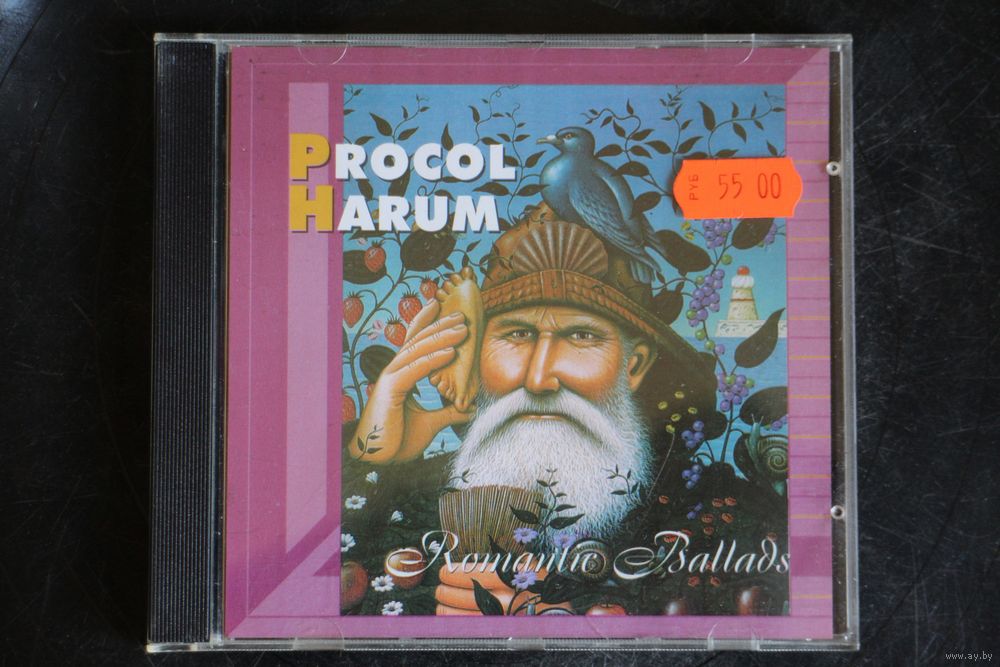 PROCOL
HARUM
РУБ 55 00
Romantic Ballads
www.ay.by